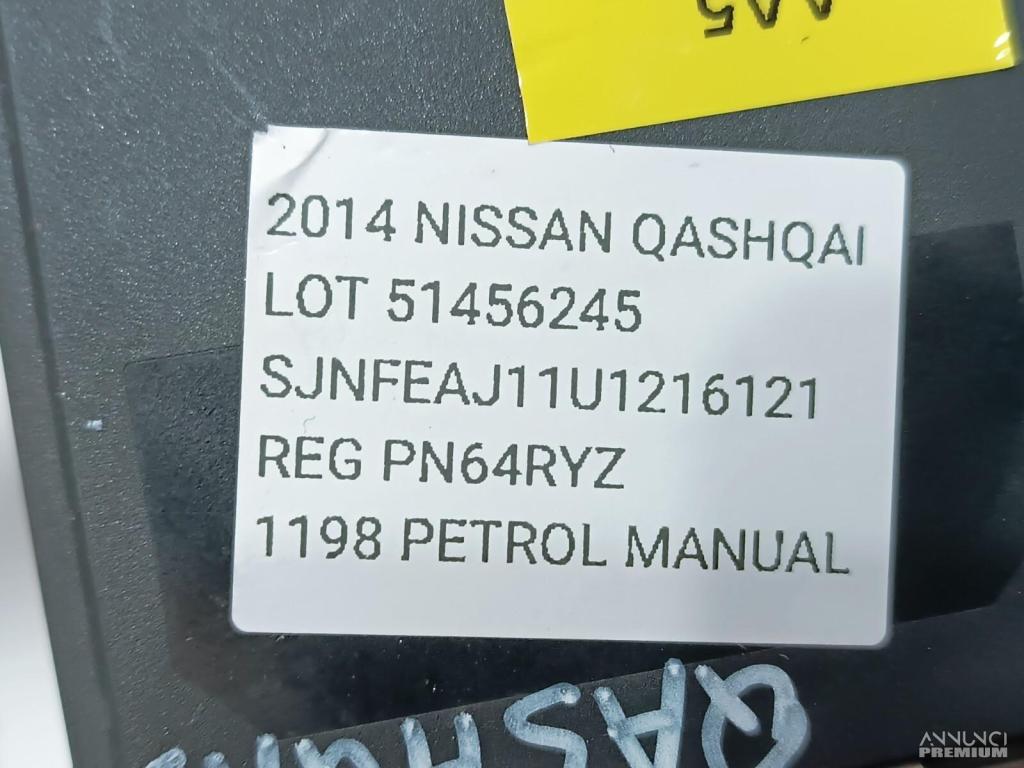 2014 NISSAN QASHQAI
LOT 51456245
SJNFEAJ11U1216121
REG PN64RYZ
1198 PETROL MANUAL
QASHQAI
ANNUNCI
PREMIUM